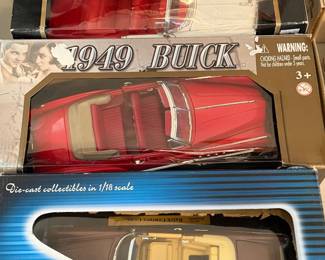 1949 BUICK
WARNING:
CHOKING HAZARD - Small parts.
Not for children under 3 years.
3+
Die-cast collectibles in 1/18 scale